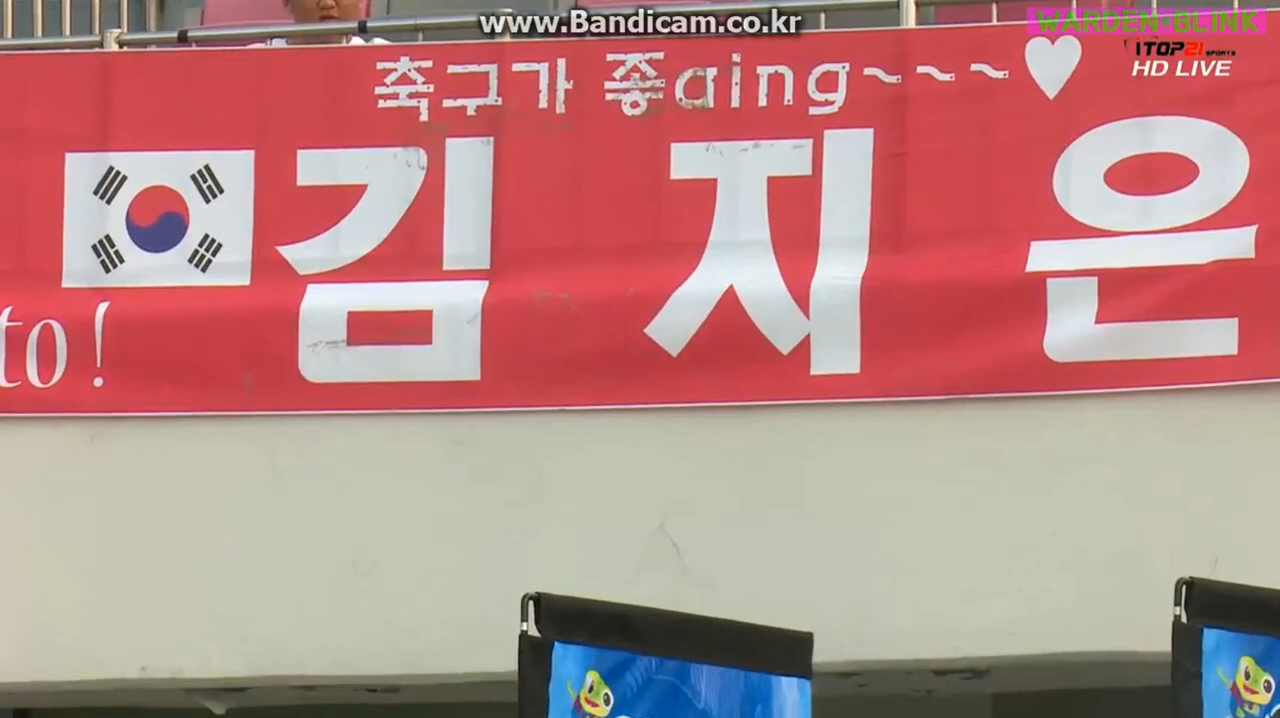 www.Bandicam.co.kr
WARDEN-BLINK
iTOP21 SPORTS
HD LIVE
축구가 좋aing~~~♥
to!
김지은